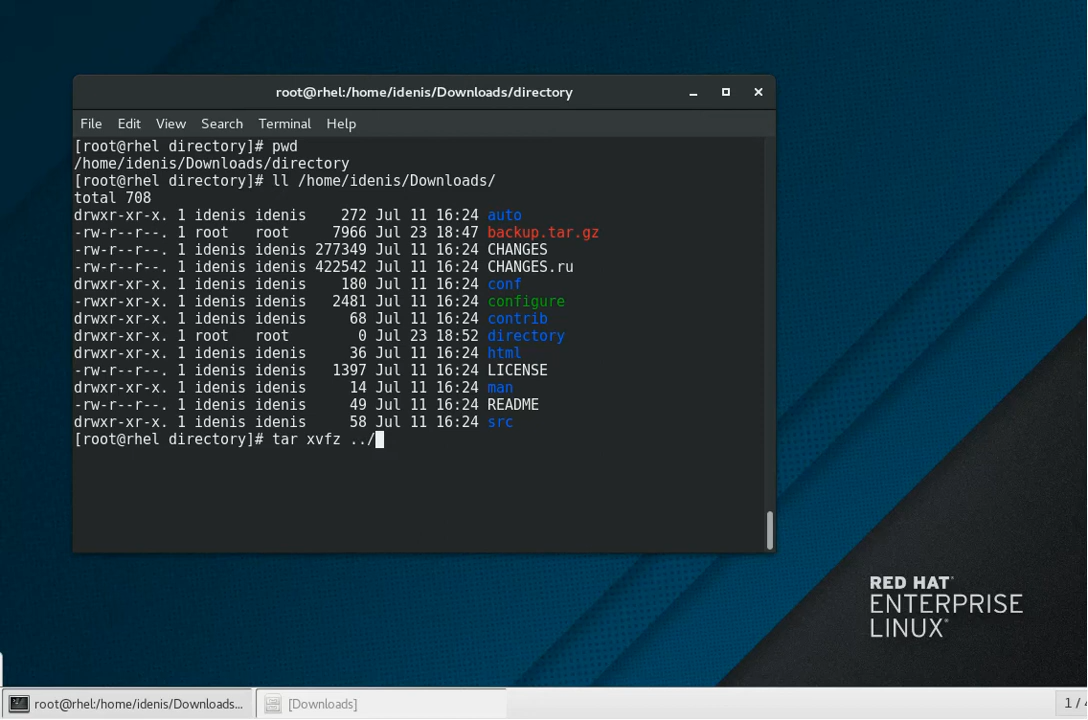 root@rhel:/home/idenis/Downloads/directory
File Edit View Search Terminal Help
[root@rhel directory]# pwd
/home/idenis/Downloads/directory
[root@rhel directory]# ll /home/idenis/Downloads/
total 708
drwxr-xr-x. 1 idenis idenis    272 Jul 11 16:24 auto
-rw-r--r--. 1 root   root     7966 Jul 23 18:47 backup.tar.gz
-rw-r--r--. 1 idenis idenis 277349 Jul 11 16:24 CHANGES
-rw-r--r--. 1 idenis idenis 422542 Jul 11 16:24 CHANGES.ru
drwxr-xr-x. 1 idenis idenis    180 Jul 11 16:24 conf
-rwxr-xr-x. 1 idenis idenis   2481 Jul 11 16:24 configure
drwxr-xr-x. 1 idenis idenis     68 Jul 11 16:24 contrib
drwxr-xr-x. 1 root   root        0 Jul 23 18:52 directory
drwxr-xr-x. 1 idenis idenis     36 Jul 11 16:24 html
-rw-r--r--. 1 idenis idenis   1397 Jul 11 16:24 LICENSE
drwxr-xr-x. 1 idenis idenis     14 Jul 11 16:24 man
-rw-r--r--. 1 idenis idenis     49 Jul 11 16:24 README
drwxr-xr-x. 1 idenis idenis     58 Jul 11 16:24 src
[root@rhel directory]# tar xvfz ../
RED HAT®
ENTERPRISE
LINUX®
root@rhel:/home/idenis/Downloads... [Downloads] 1 /